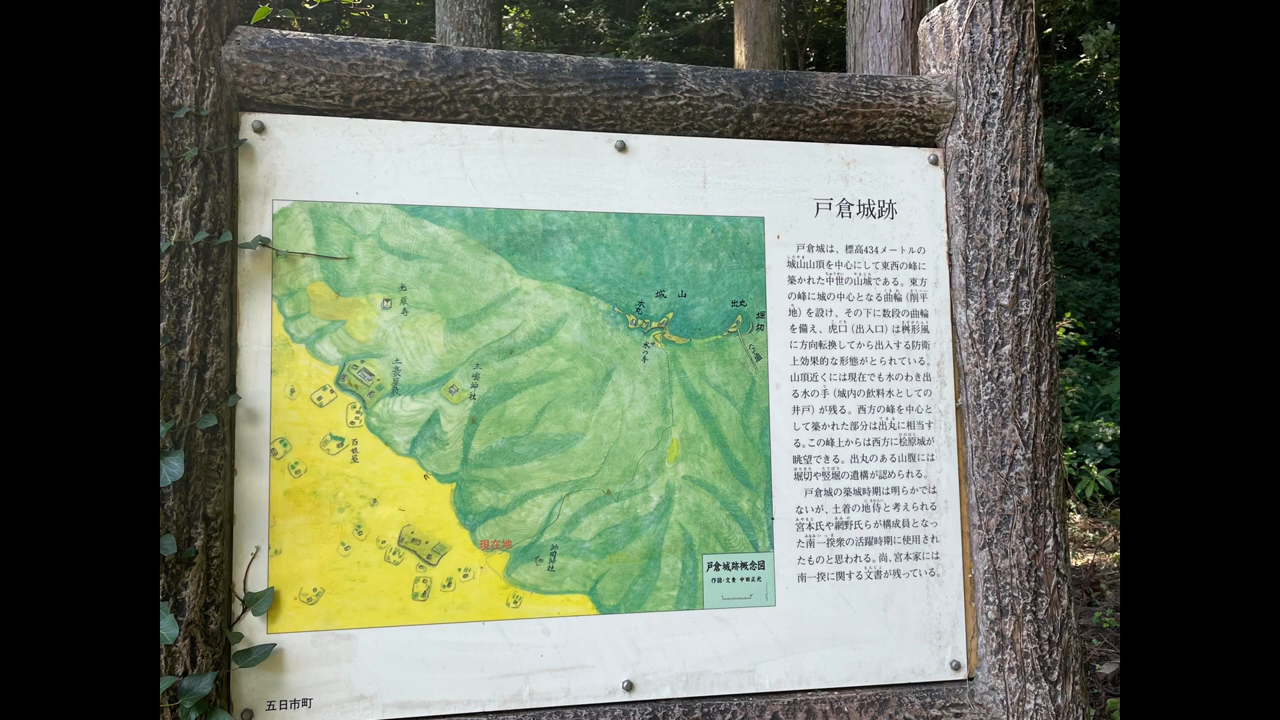 戸倉城跡
戸倉城は、標高434メートルの
城山山頂を中心にして東西の峰に
築かれた中世の山城である。東方
の峰に城の中心となる曲輪(削平
地)を設け、その下に数段の曲輪
を備え、虎口(出入口)は桝形風
に方向転換してから出入する防衛
上効果的な形態がとられている。
山頂近くには現在でも水のわき出
る水の手(城内の飲料水としての
井戸)が残る。西方の峰を中心と
して築かれた部分は出丸に相当す
る。この峰上からは西方に桧原城が
眺望できる。出丸のある山腹には
堀切や竪堀の遺構が認められる。
戸倉城の築城時期は明らかでは
ないが、土着の地侍と考えられる
宮本氏や網野氏らが構成員となっ
た南一揆衆の活躍時期に使用され
たものと思われる。尚、宮本家には
南一揆に関する文書が残っている。
城山
本丸
出丸
堀切
水の手
光厳寺
三嶋神社
現在地
戸倉城跡概念図
作図・文責 中田正光
五日市町